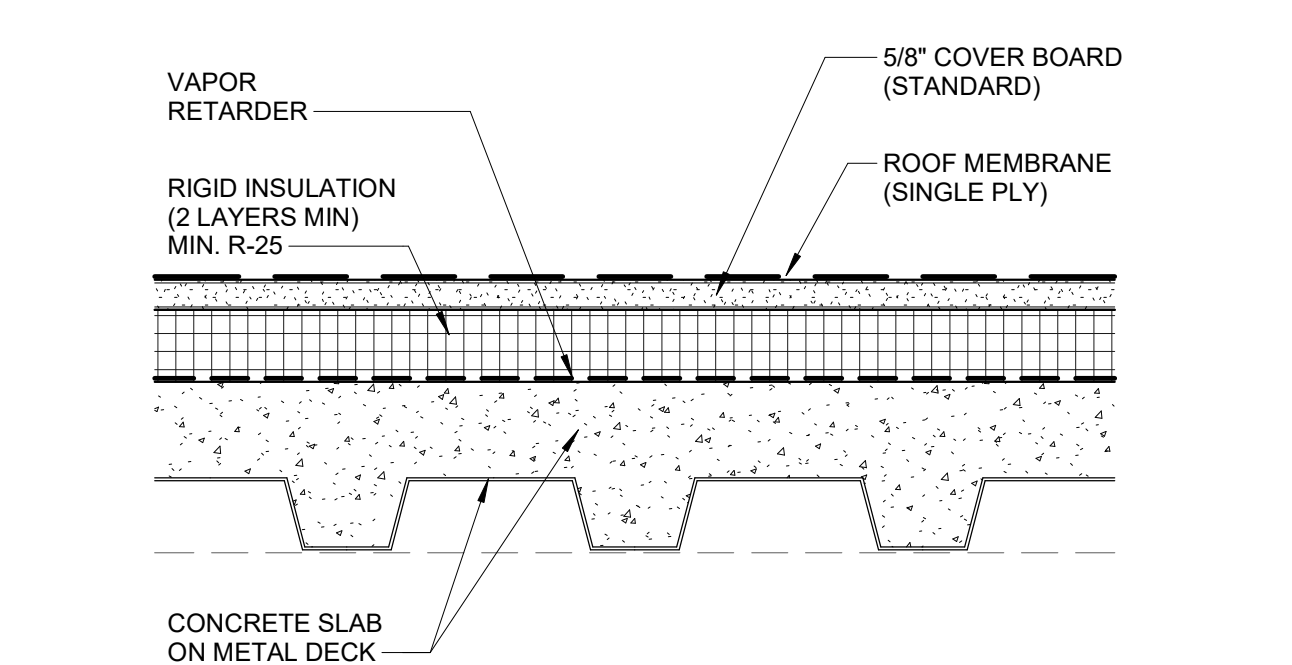 VAPOR
RETARDER
RIGID INSULATION
(2 LAYERS MIN)
MIN. R-25
5/8" COVER BOARD
(STANDARD)
ROOF MEMBRANE
(SINGLE PLY)
CONCRETE SLAB
ON METAL DECK